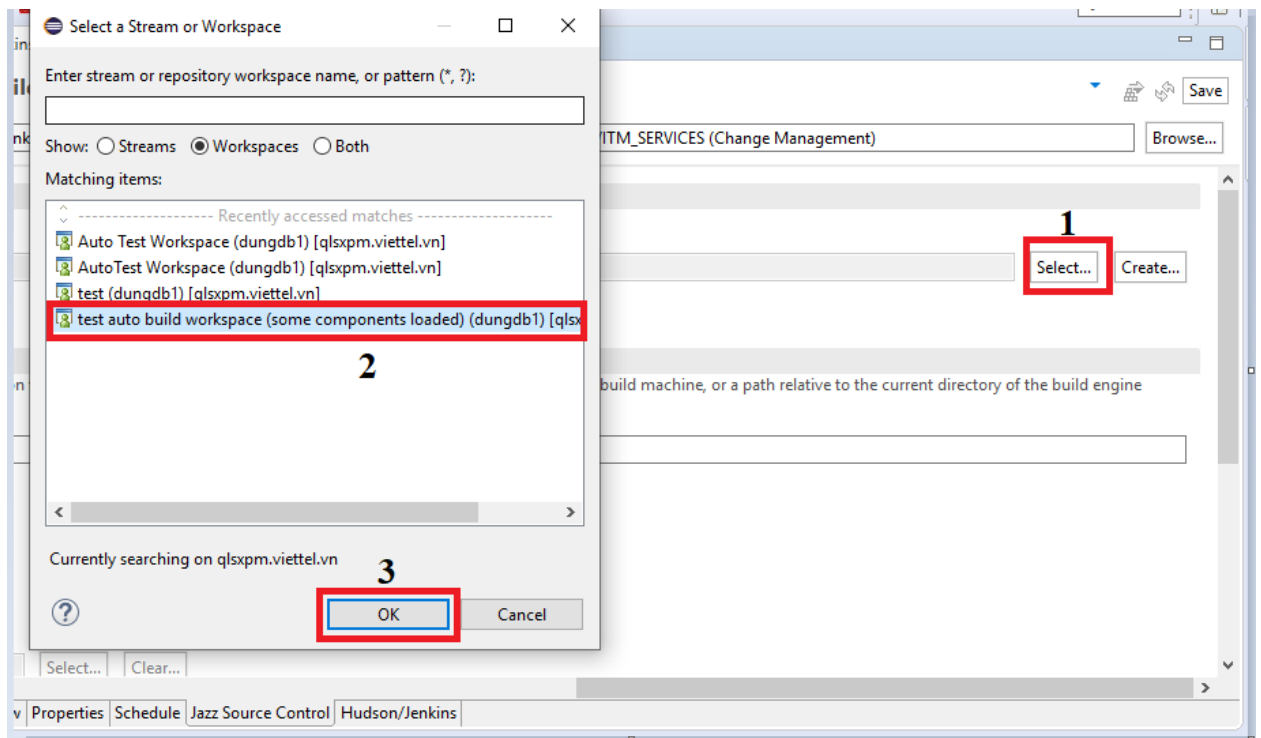 Select a Stream or Workspace
Enter stream or repository workspace name, or pattern (*, ?):
Save
ITM_SERVICES (Change Management)
Browse...
Show: Streams Workspaces Both
Matching items:
-------------------- Recently accessed matches --------------------
Auto Test Workspace (dungdb1) [qlsxpm.viettel.vn]
AutoTest Workspace (dungdb1) [qlsxpm.viettel.vn]
test (dungdb1) [qlsxpm.viettel.vn]
test auto build workspace (some components loaded) (dungdb1) [qlsx
1
Select... Create...
2
build machine, or a path relative to the current directory of the build engine
Currently searching on qlsxpm.viettel.vn
3
?
OK Cancel
Select... Clear...
Properties Schedule Jazz Source Control Hudson/Jenkins